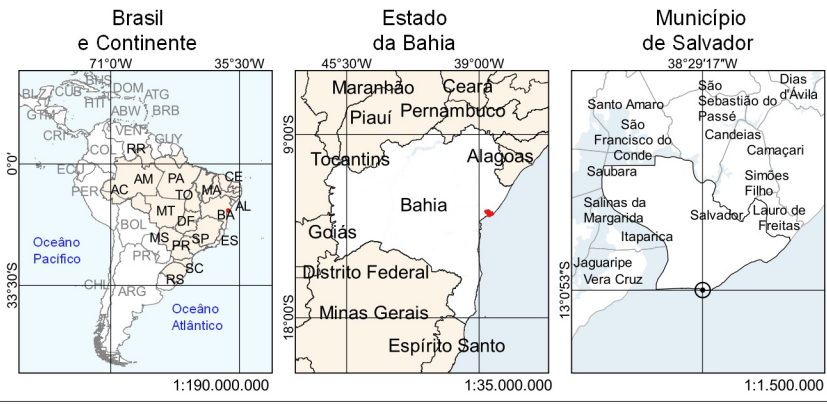 Brasil
e Continente
71°0'0"W 35°30'W
0°0'
33°30'S
BHS
BLZ CUB DOM
HTI ATG
GTM ABW BRB
CRI VEN
COL GUY
RR
ECU
AM PA CE
PER AC TO MA
AL
MT BA
BOL DF
MS SP ES
PRY PR
SC
CHL RS
ARG
Oceâno
Pacífico
Oceâno
Atlântico
1:190.000.000
Estado
da Bahia
45°30'W 39°00'W
9°00'S
18°00'S
Maranhão Ceará
Piauí Pernambuco
Tocantins Alagoas
Bahia
Goiás
Distrito Federal
Minas Gerais
Espírito Santo
1:35.000.000
Município
de Salvador
38°29'17"W
13°0'53"S
Dias
d'Ávila
São
Sebastião do
Passé
Santo Amaro
São
Francisco do
Conde
Candeias
Camaçari
Saubara
Simões
Filho
Salinas da
Margarida
Salvador
Lauro de
Freitas
Itaparica
Jaguaripe
Vera Cruz
1:1.500.000